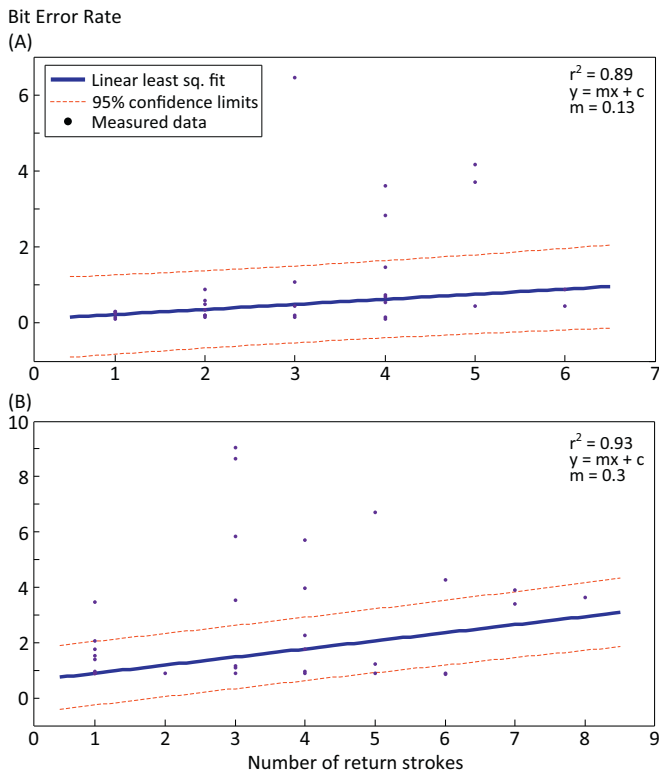 Bit Error Rate
(A)
Linear least sq. fit
95% confidence limits
Measured data
r² = 0.89
y = mx + c
m = 0.13
6
4
2
0
0 1 2 3 4 5 6 7
(B)
r² = 0.93
y = mx + c
m = 0.3
10
8
6
4
2
0
0 1 2 3 4 5 6 7 8 9
Number of return strokes